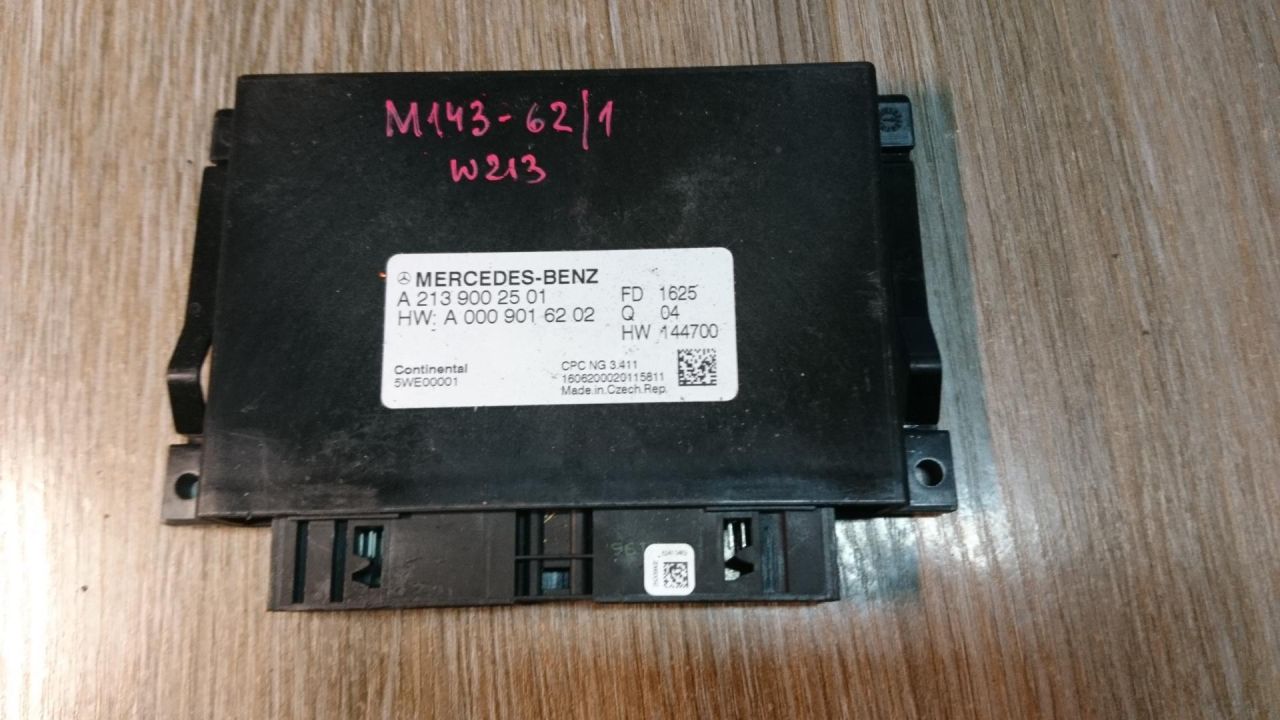 M143-62/1
W213
MERCEDES-BENZ
A 213 900 25 01
HW: A 000 901 62 02
FD 1625
Q 04
HW 144700
Continental
5WE00001
CPC NG 3.411
1606200020115811
Made.in.Czech.Rep.